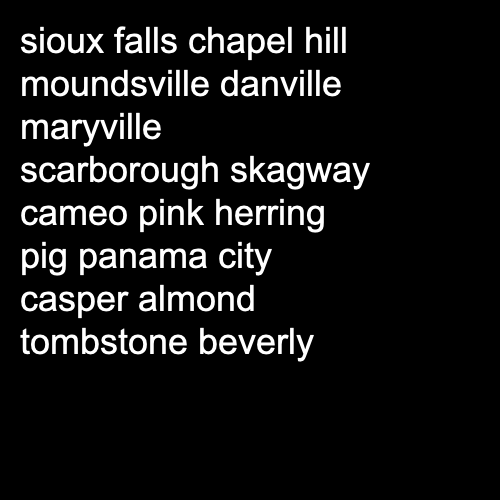 sioux falls chapel hill
moundsville danville
maryville
scarborough skagway
cameo pink herring
pig panama city
casper almond
tombstone beverly